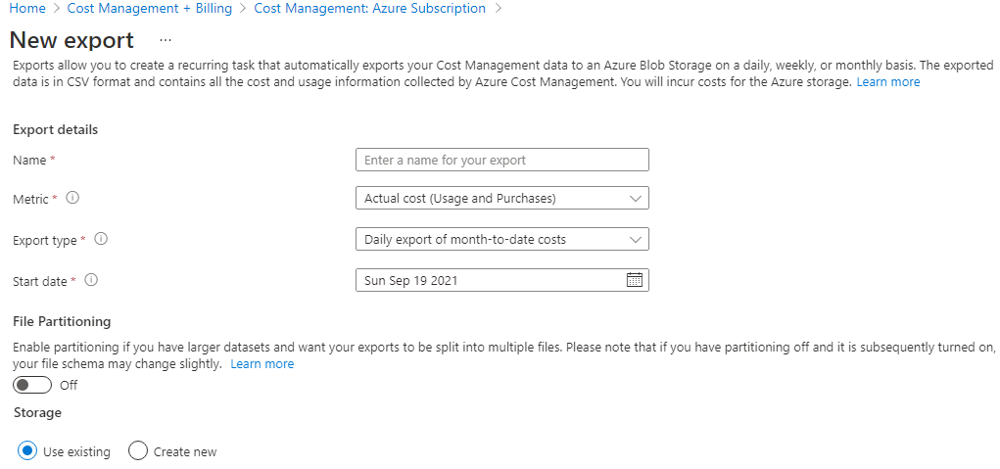 Home > Cost Management + Billing > Cost Management: Azure Subscription >
New export ...
Exports allow you to create a recurring task that automatically exports your Cost Management data to an Azure Blob Storage on a daily, weekly, or monthly basis. The exported
data is in CSV format and contains all the cost and usage information collected by Azure Cost Management. You will incur costs for the Azure storage. Learn more
Export details
Name * Enter a name for your export
Metric * Actual cost (Usage and Purchases)
Export type * Daily export of month-to-date costs
Start date * Sun Sep 19 2021
File Partitioning
Enable partitioning if you have larger datasets and want your exports to be split into multiple files. Please note that if you have partitioning off and it is subsequently turned on,
your file schema may change slightly. Learn more
Off
Storage
Use existing Create new